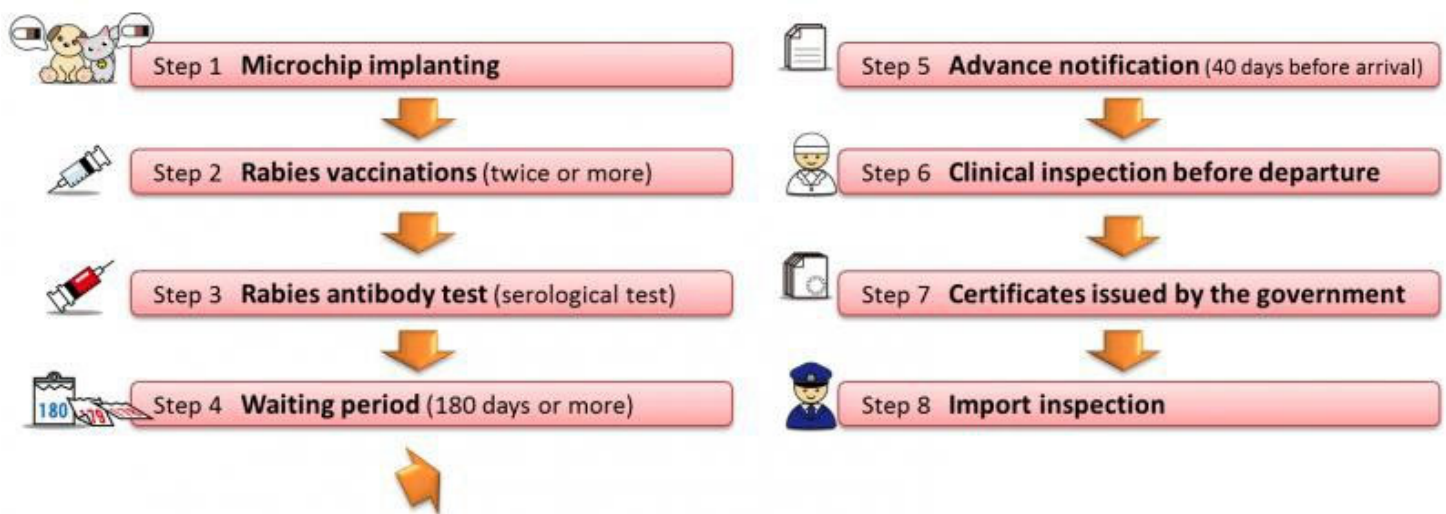 Step 1 Microchip implanting
Step 2 Rabies vaccinations (twice or more)
Step 3 Rabies antibody test (serological test)
180 179
Step 4 Waiting period (180 days or more)
Step 5 Advance notification (40 days before arrival)
Step 6 Clinical inspection before departure
Step 7 Certificates issued by the government
Step 8 Import inspection